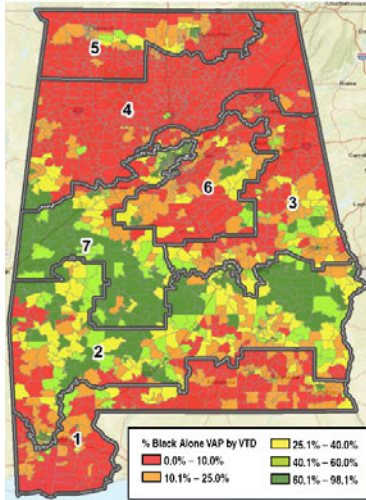 5
4
6
3
7
2
1
% Black Alone VAP by VTD
0.0% – 10.0%
10.1% – 25.0%
25.1% – 40.0%
40.1% – 60.0%
60.1% – 98.1%